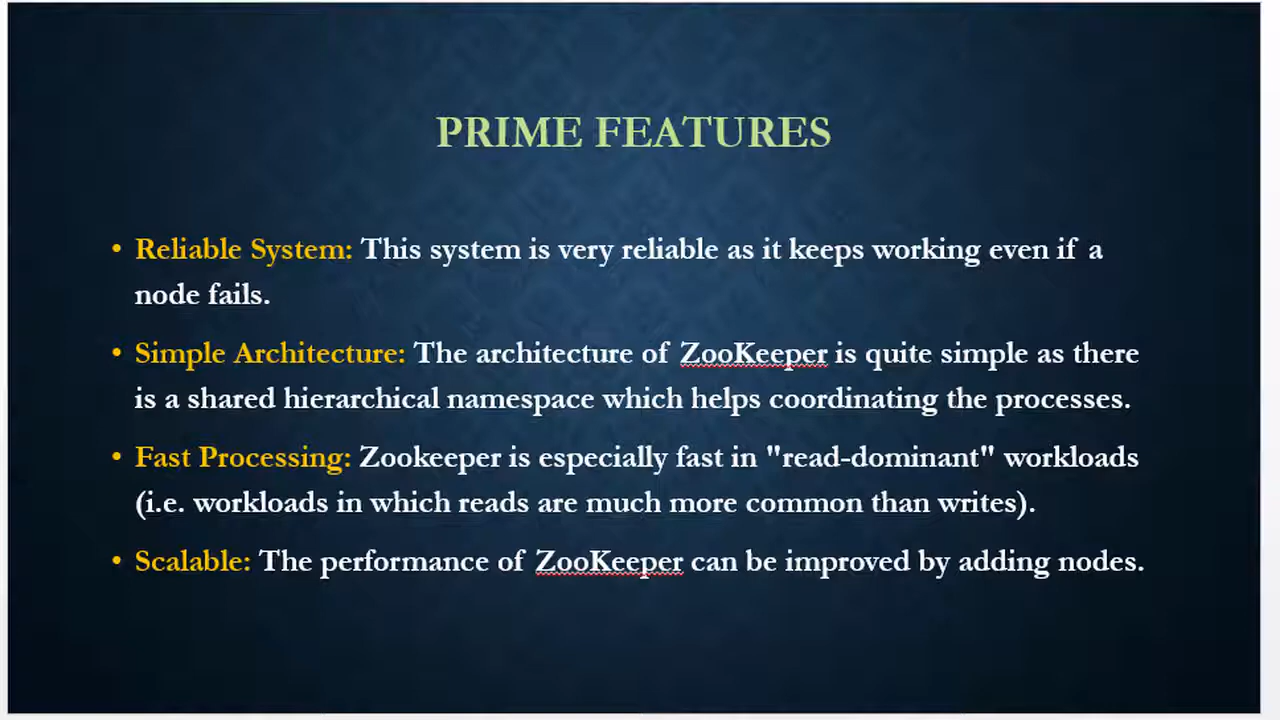 PRIME FEATURES
• Reliable System: This system is very reliable as it keeps working even if a
node fails.
• Simple Architecture: The architecture of ZooKeeper is quite simple as there
is a shared hierarchical namespace which helps coordinating the processes.
• Fast Processing: Zookeeper is especially fast in "read-dominant" workloads
(i.e. workloads in which reads are much more common than writes).
• Scalable: The performance of ZooKeeper can be improved by adding nodes.